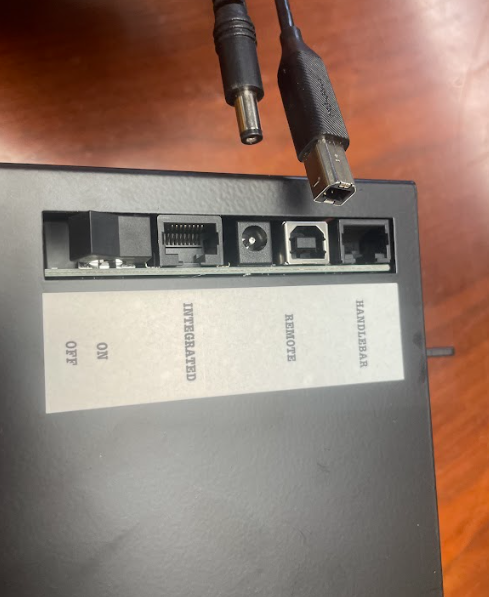 HANDLEBAR
REMOTE
INTEGRATED
ON
OFF